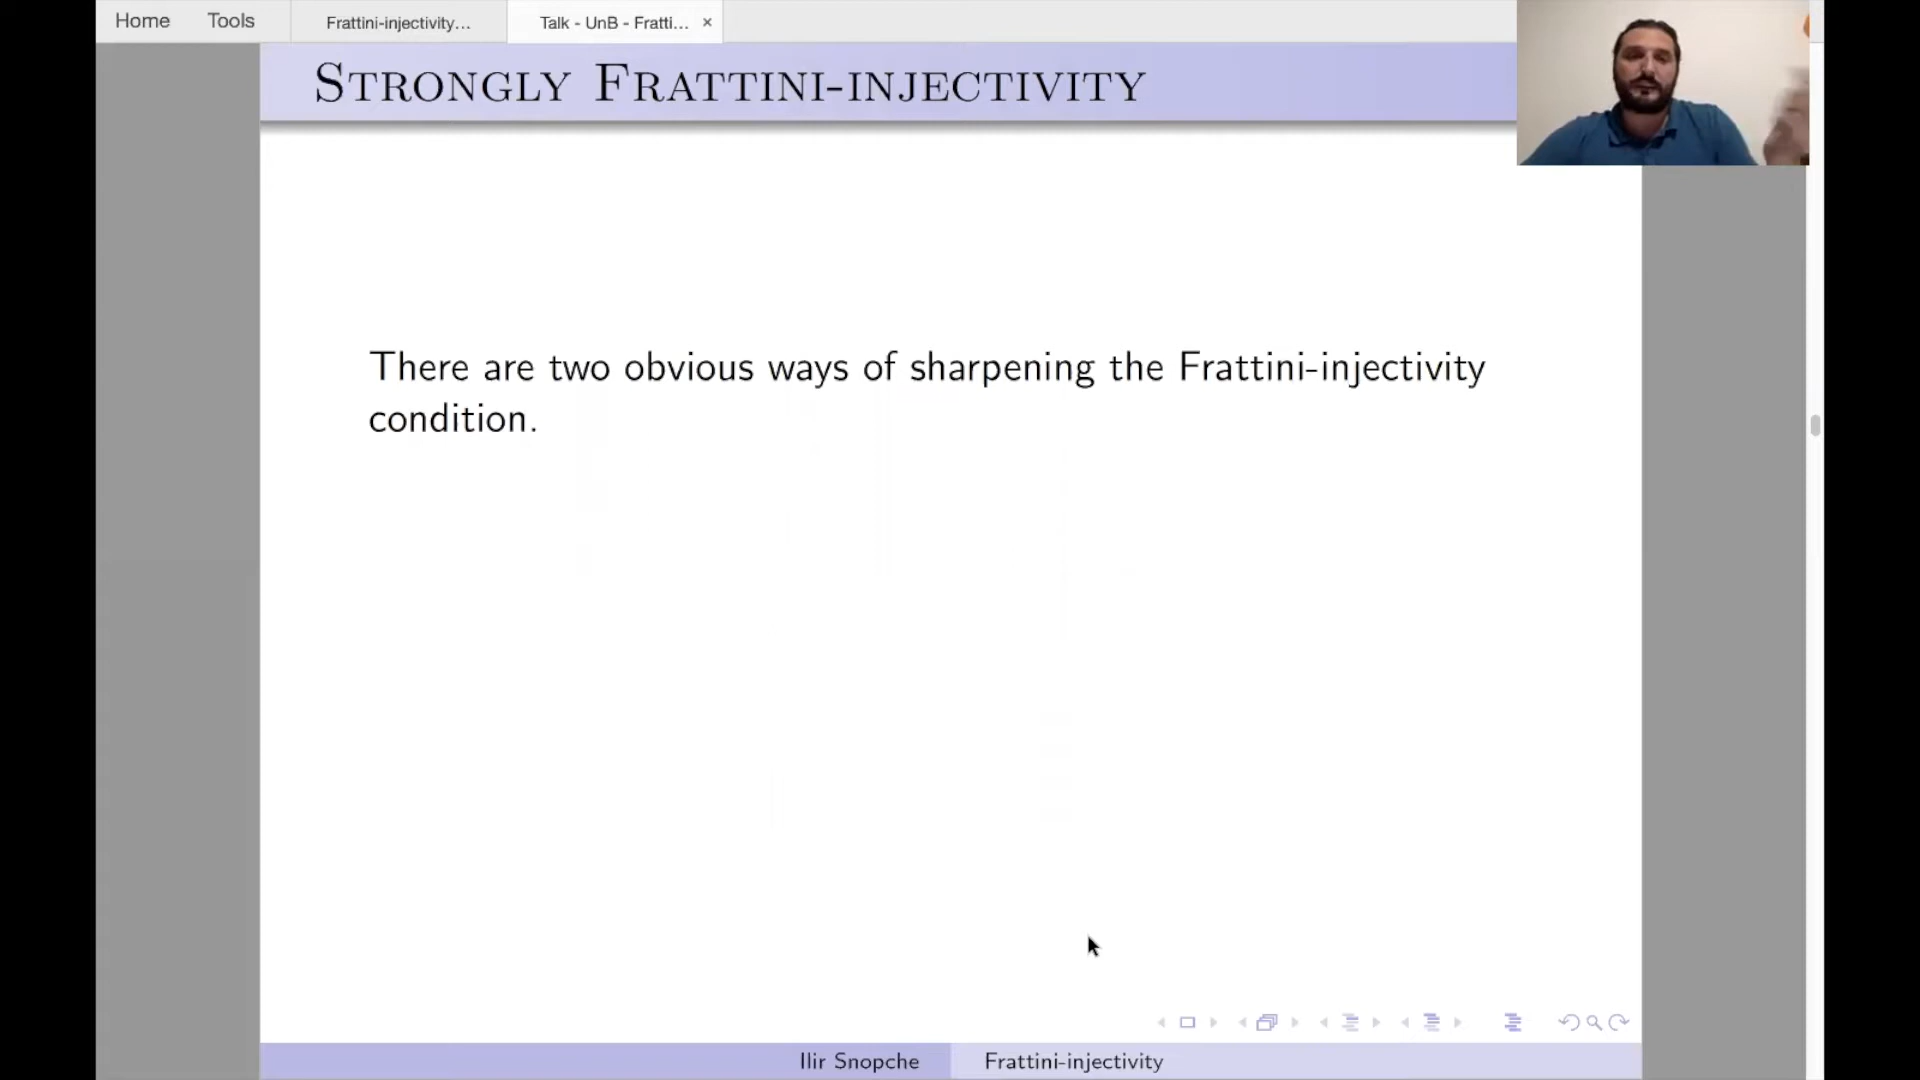 Home Tools Frattini-injectivity... Talk - UnB - Fratti... ×
STRONGLY FRATTINI-INJECTIVITY
There are two obvious ways of sharpening the Frattini-injectivity
condition.
Ilir Snopche Frattini-injectivity